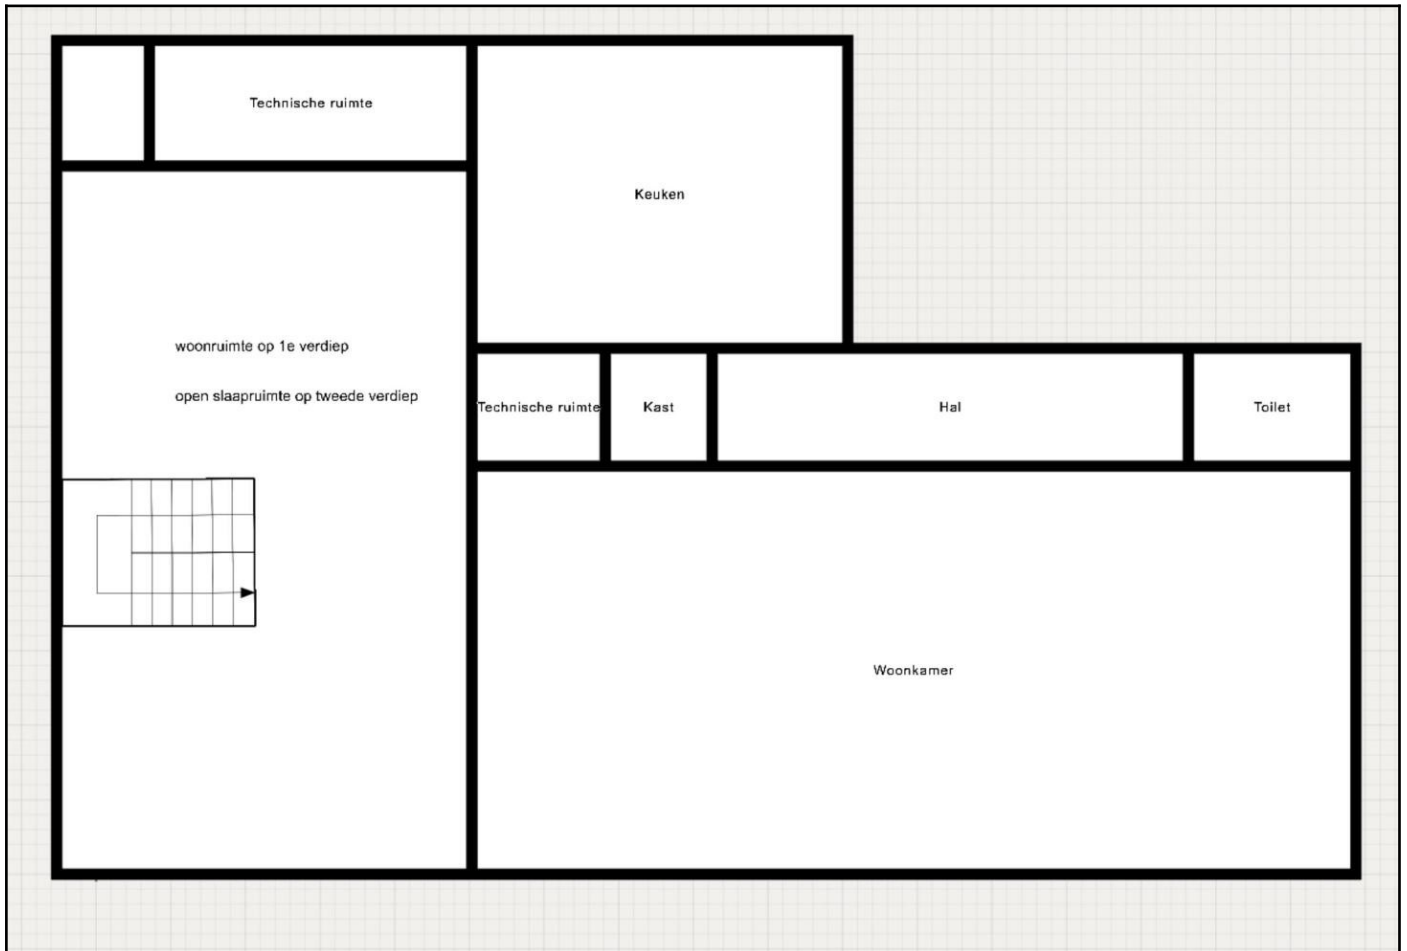 Technische ruimte
Keuken
woonruimte op 1e verdiep
open slaapruimte op tweede verdiep
Technische ruimte
Kast
Hal
Toilet
Woonkamer